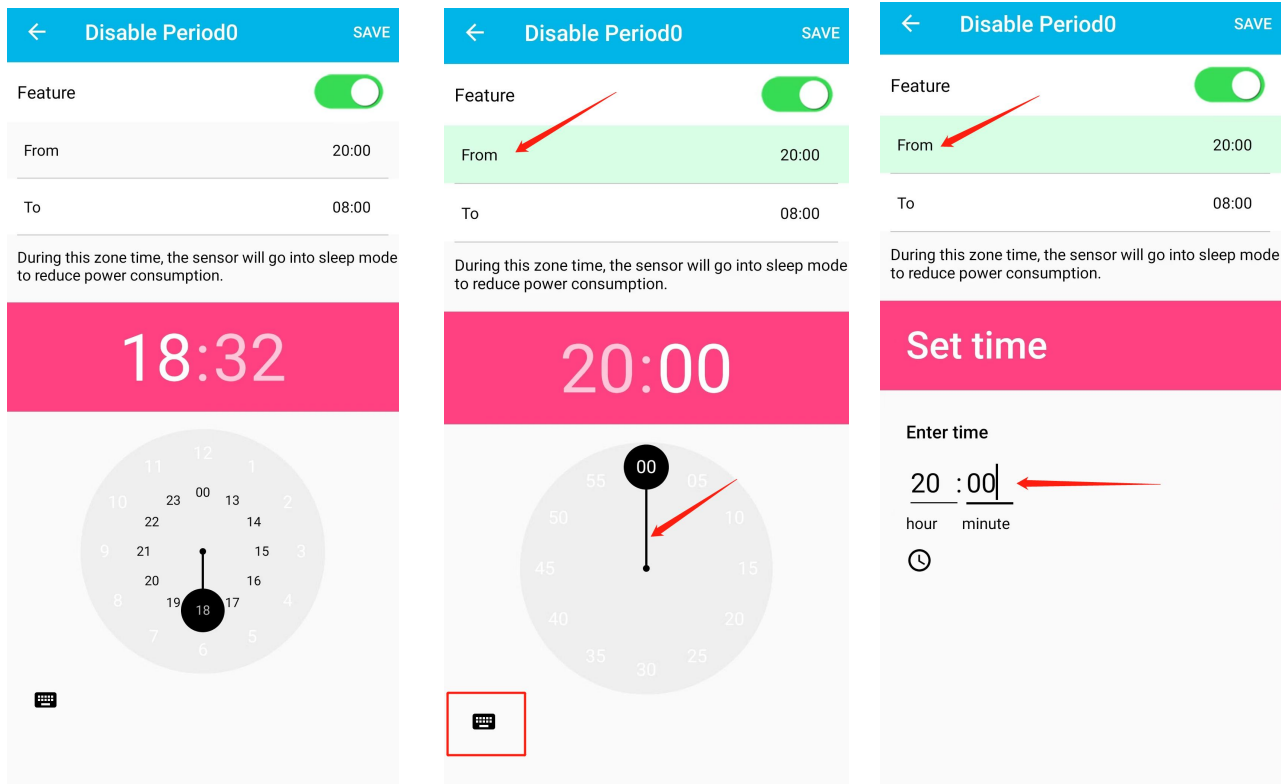 Disable Period0 SAVE
Feature
From 20:00
To 08:00
During this zone time, the sensor will go into sleep mode
to reduce power consumption.
18:32
12
11 1
10 2
9 3
8 4
7 5
6
00
23 13
22 14
21 15
20 16
19 17
18
Disable Period0 SAVE
Feature
From 20:00
To 08:00
During this zone time, the sensor will go into sleep mode
to reduce power consumption.
20:00
00
55 05
50 10
45 15
40 20
35 25
30
Disable Period0 SAVE
Feature
From 20:00
To 08:00
During this zone time, the sensor will go into sleep mode
to reduce power consumption.
Set time
Enter time
20 :00
hour minute